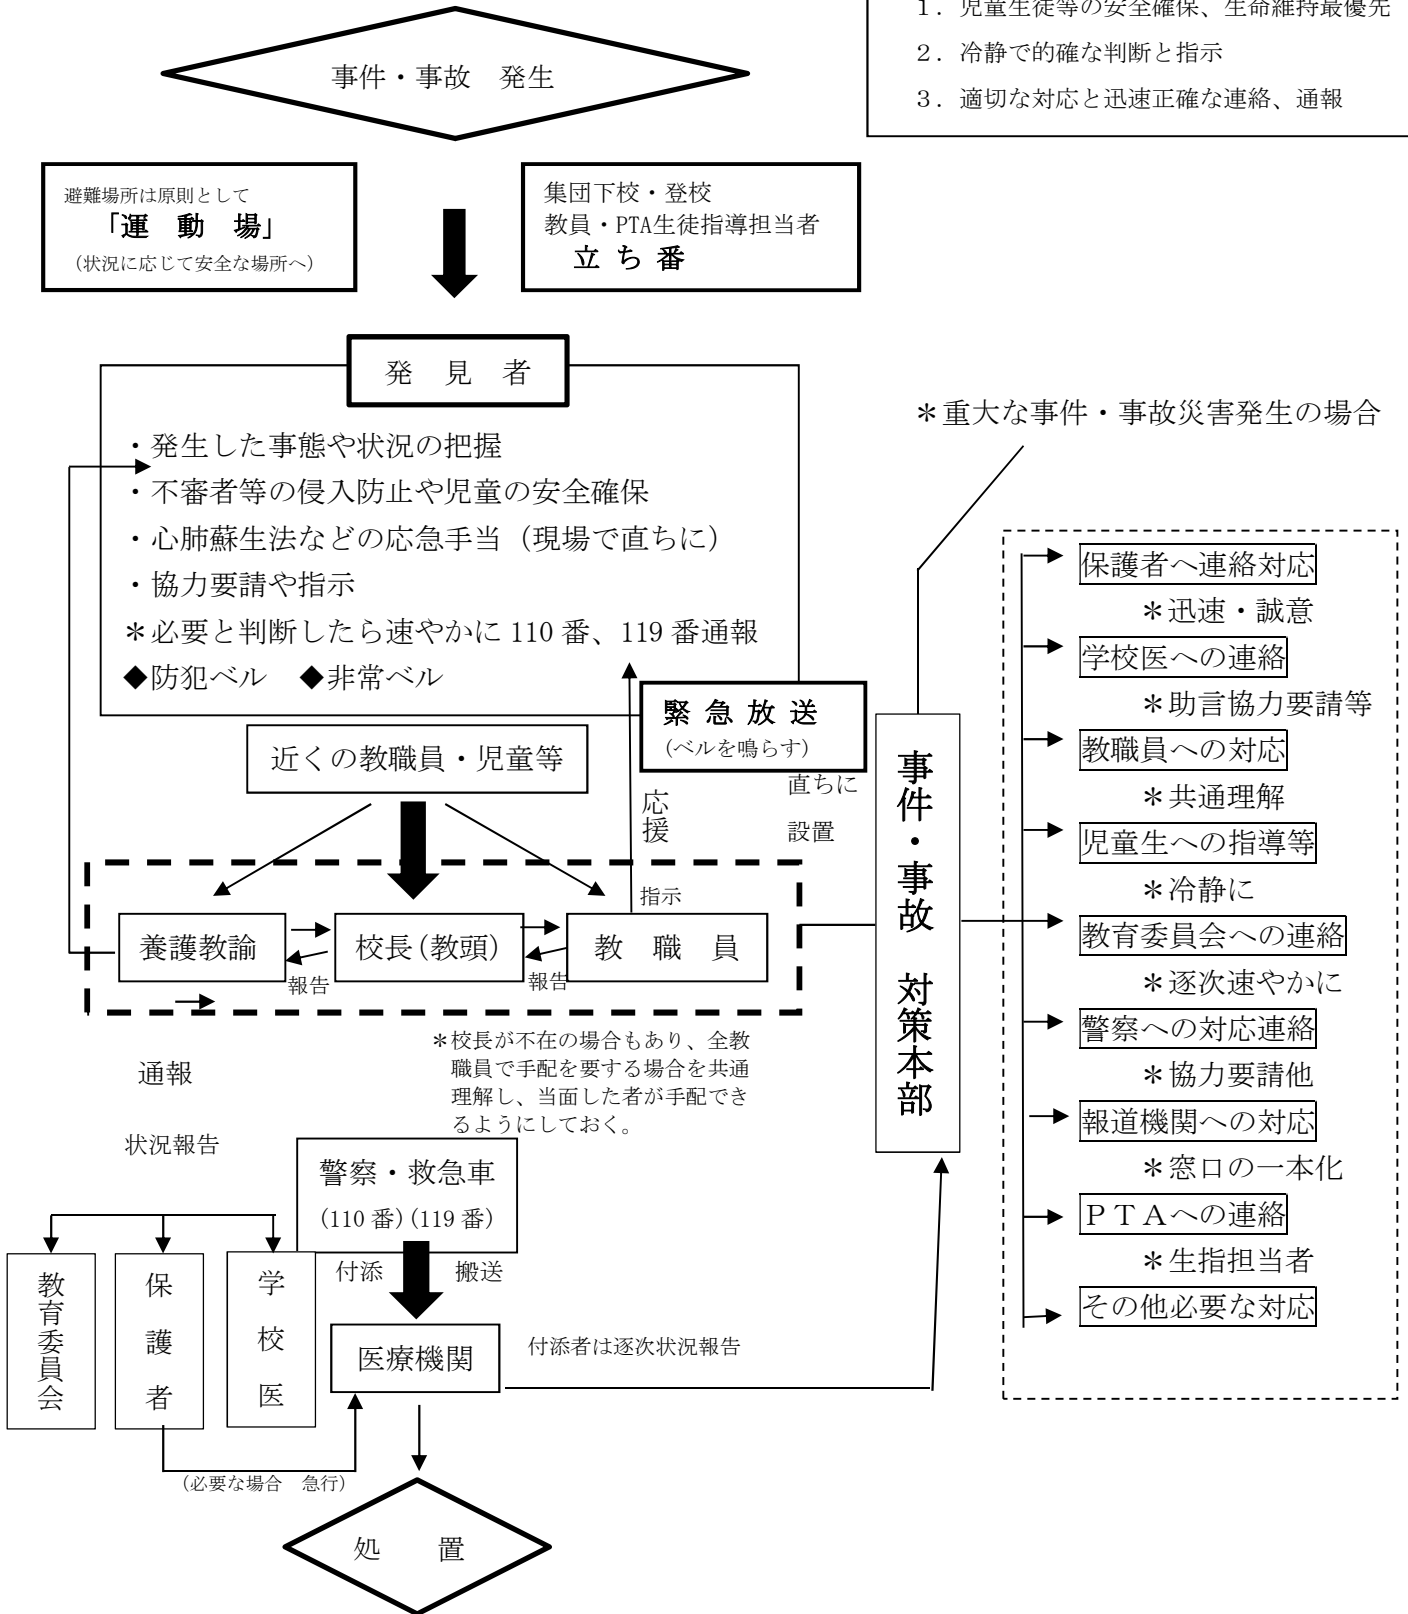 １．児童生徒等の安全確保、生命維持最優先
２．冷静で的確な判断と指示
３．適切な対応と迅速正確な連絡、通報
事件・事故　発生
避難場所は原則として
「運　動　場」
（状況に応じて安全な場所へ）
集団下校・登校
教員・PTA生徒指導担当者
立 ち 番
発　見　者
・発生した事態や状況の把握
・不審者等の侵入防止や児童の安全確保
・心肺蘇生法などの応急手当（現場で直ちに）
・協力要請や指示
＊必要と判断したら速やかに 110 番、119 番通報
◆防犯ベル　◆非常ベル
緊 急 放 送
（ベルを鳴らす）
近くの教職員・児童等
応援
直ちに
設置
指示
養護教諭
校長(教頭)
教　職　員
報告
報告
＊校長が不在の場合もあり、全教
職員で手配を要する場合を共通
理解し、当面した者が手配でき
るようにしておく。
通報
状況報告
警察・救急車
(110 番)(119 番)
付添
搬送
教育委員会
保護者
学校医
医療機関
付添者は逐次状況報告
（必要な場合　急行）
処　　置
＊重大な事件・事故災害発生の場合
事件・事故　対策本部
保護者へ連絡対応
＊迅速・誠意
学校医への連絡
＊助言協力要請等
教職員への対応
＊共通理解
児童生への指導等
＊冷静に
教育委員会への連絡
＊逐次速やかに
警察への対応連絡
＊協力要請他
報道機関への対応
＊窓口の一本化
ＰＴＡへの連絡
＊生指担当者
その他必要な対応